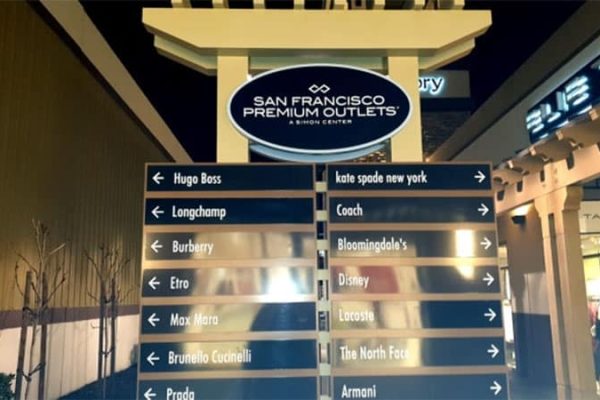 SAN FRANCISCO
PREMIUM OUTLETS®
A SIMON CENTER
ory
← Hugo Boss
← Longchamp
← Burberry
← Etro
← Max Mara
← Brunello Cucinelli
← Prada
kate spade new york →
Coach →
Bloomingdale's →
Disney →
Lacoste →
The North Face →
Armani →